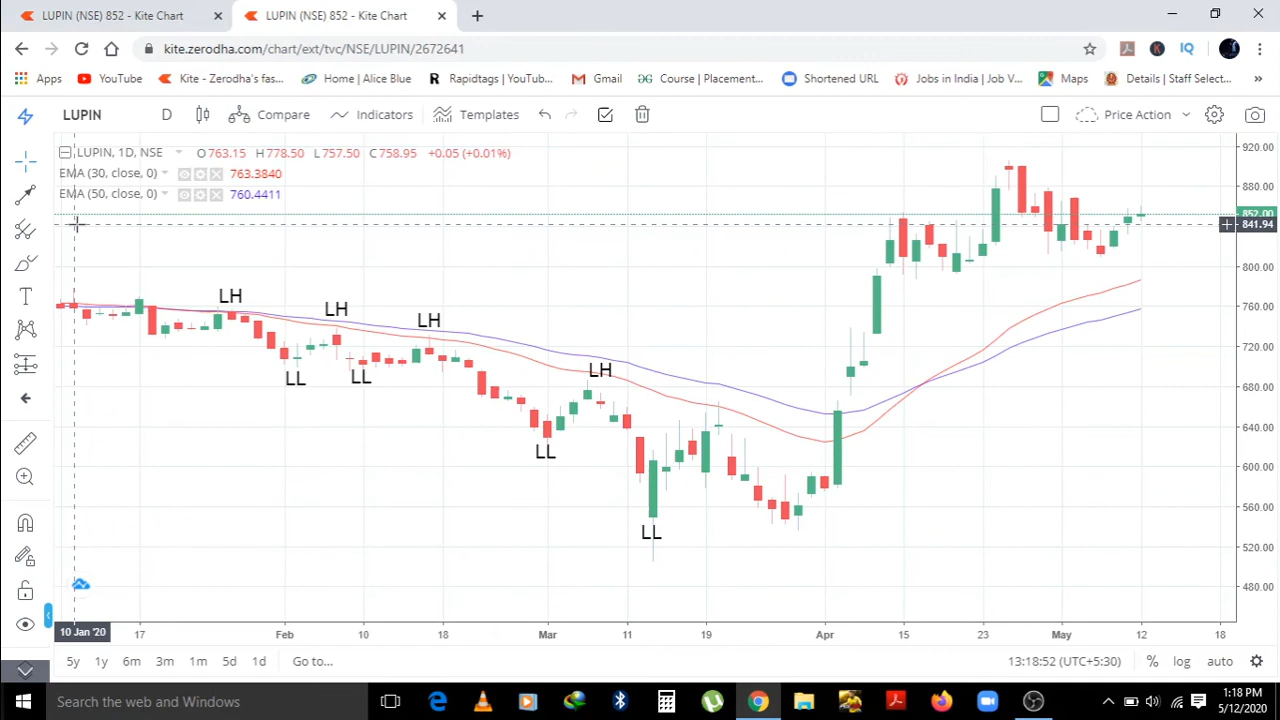 LUPIN (NSE) 852 - Kite Chart
LUPIN (NSE) 852 - Kite Chart
kite.zerodha.com/chart/ext/tvc/NSE/LUPIN/2672641
Apps YouTube Kite - Zerodha's fas... Home | Alice Blue Rapidtags | YouTub... Gmail Course | Placement... Shortened URL Jobs in India | Job V... Maps Details | Staff Select... »
LUPIN D Compare Indicators Templates Price Action
LUPIN, 1D, NSE O763.15 H778.50 L757.50 C758.95 +0.05 (+0.01%)
EMA (30, close, 0) 763.3840
EMA (50, close, 0) 760.4411
920.00
880.00
852.00
841.94
800.00
760.00
720.00
680.00
640.00
600.00
560.00
520.00
480.00
LH
LH
LH
LH
LL
LL
LL
LL
10 Jan '20 17 Feb 10 18 Mar 11 19 Apr 15 23 May 12 18
5y 1y 6m 3m 1m 5d 1d Go to... 13:18:52 (UTC+5:30) % log auto
Search the web and Windows
1:18 PM
5/12/2020